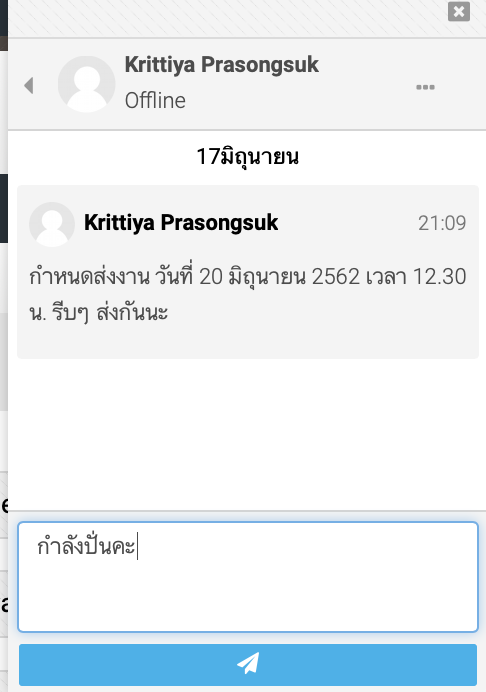 Krittiya Prasongsuk
Offline
17มิถุนายน
Krittiya Prasongsuk 21:09
กำหนดส่งงาน วันที่ 20 มิถุนายน 2562 เวลา 12.30
น. รีบๆ ส่งกันนะ
กำลังปั่นคะ